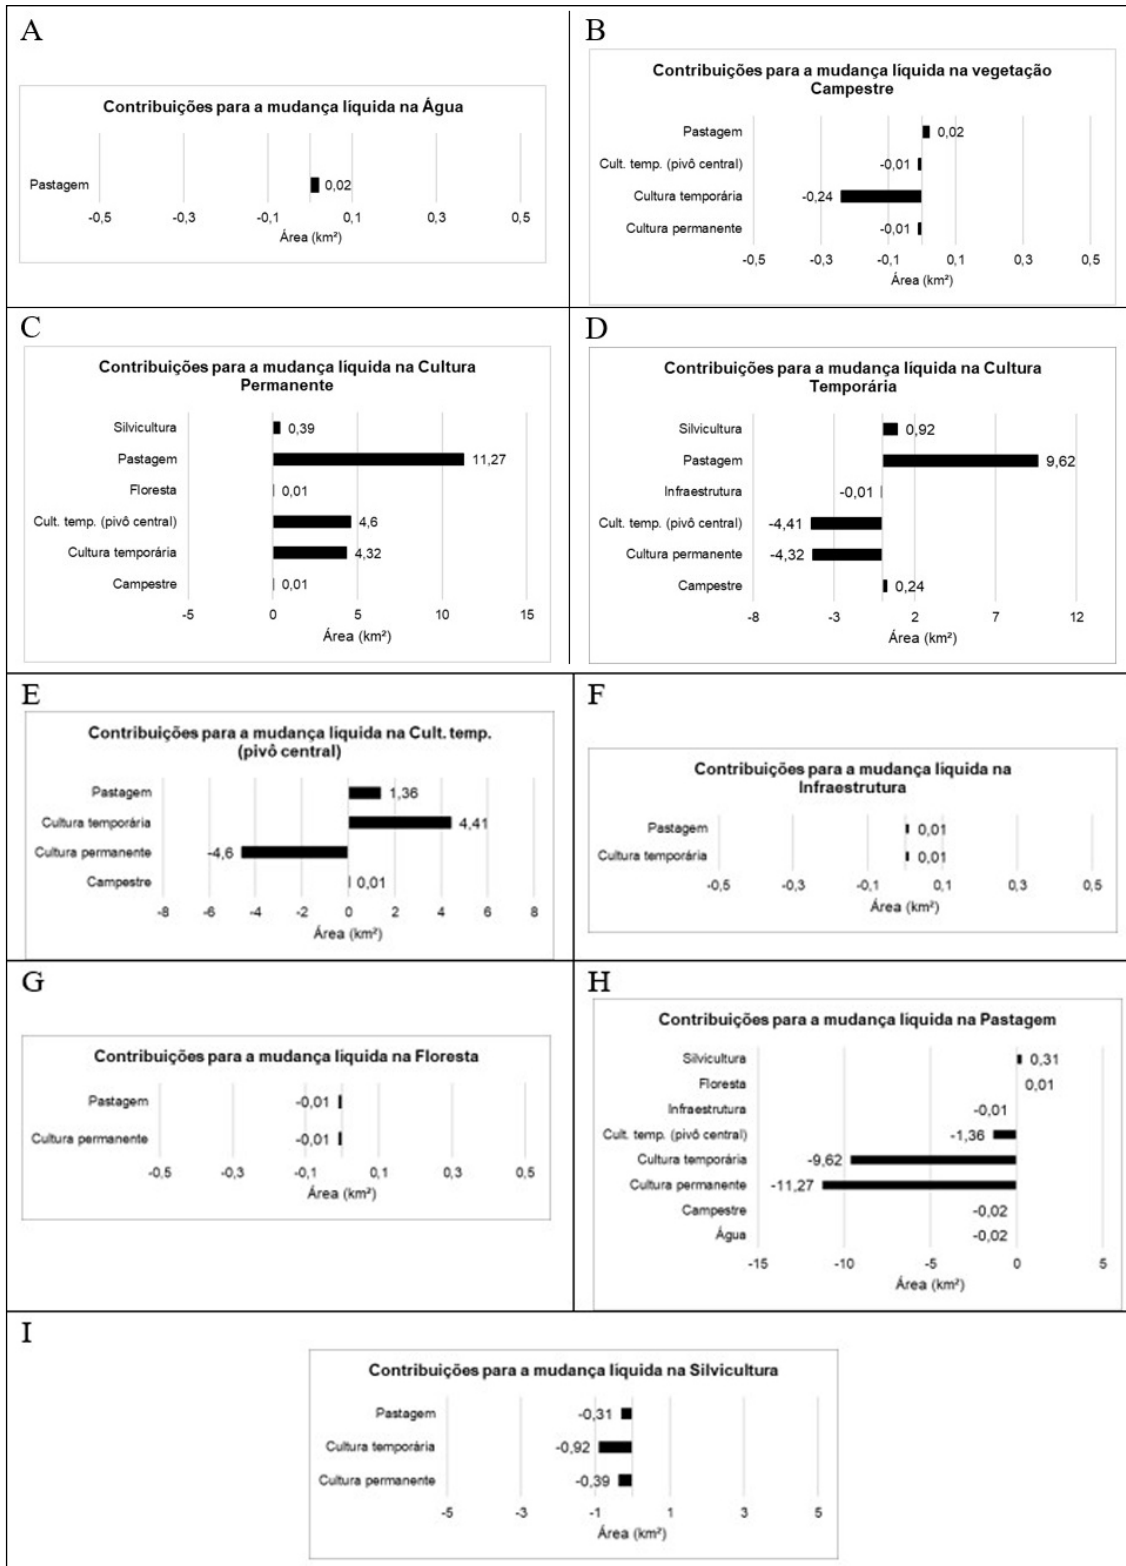 A
Contribuições para a mudança líquida na Água
Pastagem
0,02
-0,5 -0,3 -0,1 0,1 0,3 0,5
Área (km²)
B
Contribuições para a mudança líquida na vegetação
Campestre
Pastagem 0,02
Cult. temp. (pivô central) -0,01
Cultura temporária -0,24
Cultura permanente -0,01
-0,5 -0,3 -0,1 0,1 0,3 0,5
Área (km²)
C
Contribuições para a mudança líquida na Cultura
Permanente
Silvicultura 0,39
Pastagem 11,27
Floresta 0,01
Cult. temp. (pivô central) 4,6
Cultura temporária 4,32
Campestre 0,01
-5 0 5 10 15
Área (km²)
D
Contribuições para a mudança líquida na Cultura
Temporária
Silvicultura 0,92
Pastagem 9,62
Infraestrutura -0,01
Cult. temp. (pivô central) -4,41
Cultura permanente -4,32
Campestre 0,24
-8 -3 2 7 12
Área (km²)
E
Contribuições para a mudança líquida na Cult. temp.
(pivô central)
Pastagem 1,36
Cultura temporária 4,41
Cultura permanente -4,6
Campestre 0,01
-8 -6 -4 -2 0 2 4 6 8
Área (km²)
F
Contribuições para a mudança líquida na
Infraestrutura
Pastagem 0,01
Cultura temporária 0,01
-0,5 -0,3 -0,1 0,1 0,3 0,5
Área (km²)
G
Contribuições para a mudança líquida na Floresta
Pastagem -0,01
Cultura permanente -0,01
-0,5 -0,3 -0,1 0,1 0,3 0,5
Área (km²)
H
Contribuições para a mudança líquida na Pastagem
Silvicultura 0,31
Floresta 0,01
Infraestrutura -0,01
Cult. temp. (pivô central) -1,36
Cultura temporária -9,62
Cultura permanente -11,27
Campestre -0,02
Água -0,02
-15 -10 -5 0 5
Área (km²)
I
Contribuições para a mudança líquida na Silvicultura
Pastagem -0,31
Cultura temporária -0,92
Cultura permanente -0,39
-5 -3 -1 1 3 5
Área (km²)